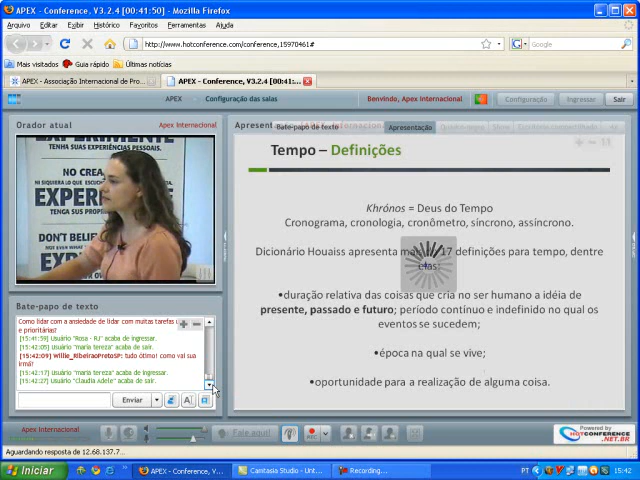 APEX - Conference, V3.2.4 [00:41:50] - Mozilla Firefox
Arquivo Editar Exibir Histórico Favoritos Ferramentas Ajuda
http://www.hotconference.com/conference,15970461#
Google
Mais visitados Guia rápido Últimas notícias
APEX - Associação Internacional de Pro...
APEX - Conference, V3.2.4 [00:41:...
APEX Configuração das salas
Benvindo, Apex Internacional
Configuração
Ingressar
Sair
Orador atual
Apex Internacional
EXPERIMENTE
TENHA SUAS EXPERIÊNCIAS PESSOAIS.
Bate-papo de texto
Apresentação
Tempo – Definições
Khrónos = Deus do Tempo
Cronograma, cronologia, cronômetro, síncrono, assíncrono.
Dicionário Houaiss apresenta mais de 17 definições para tempo, dentre
elas:
•duração relativa das coisas que cria no ser humano a idéia de
presente, passado e futuro; período contínuo e indefinido no qual os
eventos se sucedem;
•época na qual se vive;
•oportunidade para a realização de alguma coisa.
Bate-papo de texto
Como lidar com a ansiedade de lidar com muitas tarefas
e prioritárias?
[15:41:59] Usuário "Rosa - RJ" acaba de ingressar.
[15:42:05] Usuário "maria tereza" acaba de sair.
[15:42:09] Willie_RibeiraoPretoSP: tudo ótimo! como vai sua
irmã?
[15:42:17] Usuário "maria tereza" acaba de ingressar.
[15:42:27] Usuário "Claudia Adele" acaba de sair.
Enviar
Apex Internacional
Fale aqui!
REC
Powered by
HOTCONFERENCE
.NET.BR
Aguardando resposta de 12.68.137.7...
Iniciar
APEX - Conference, V...
Camtasia Studio - Unt...
Recording...
PT
15:42